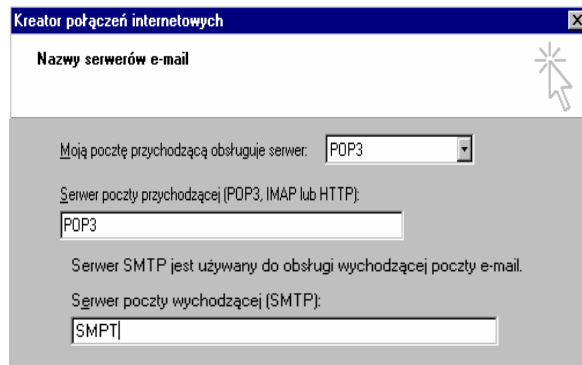 Kreator połączeń internetowych
Nazwy serwerów e-mail
Moją pocztę przychodzącą obsługuje serwer: POP3
Serwer poczty przychodzącej (POP3, IMAP lub HTTP):
POP3
Serwer SMTP jest używany do obsługi wychodzącej poczty e-mail.
Serwer poczty wychodzącej (SMTP):
SMPT